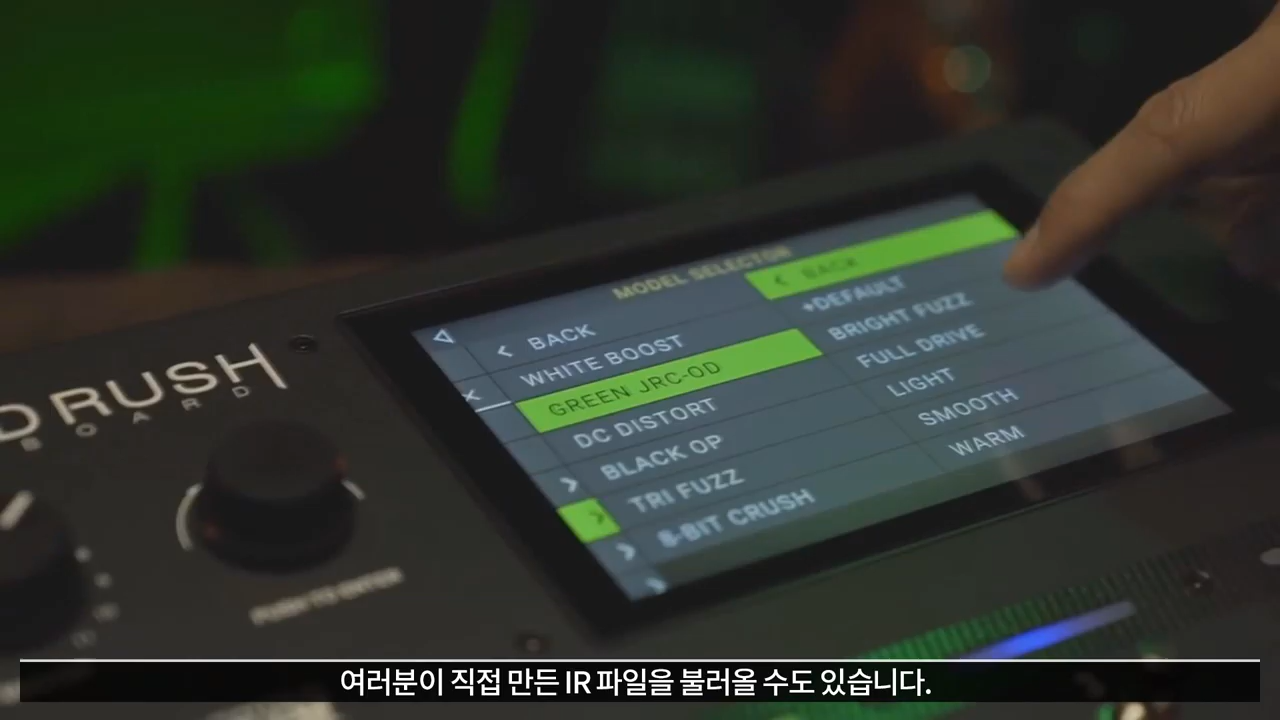 MODEL SELECTOR
BACK
WHITE BOOST
GREEN JRC-OD
DC DISTORT
BLACK OP
TRI FUZZ
8-BIT CRUSH
BACK
+DEFAULT
BRIGHT FUZZ
FULL DRIVE
LIGHT
SMOOTH
WARM
D RUSH
BOARD
PUSH TO ENTER
여러분이 직접 만든 IR 파일을 불러올 수도 있습니다.